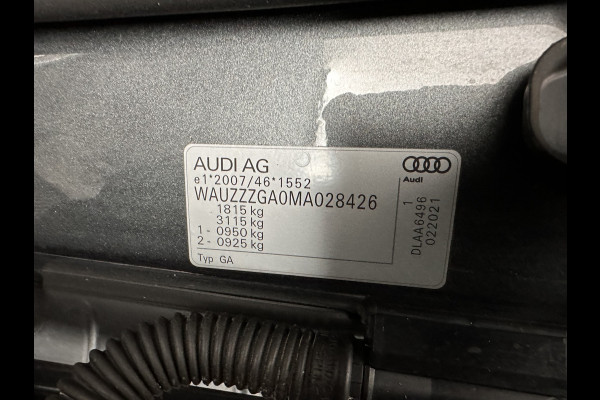 AUDI AG
e1*2007/46*1552
WAUZZZGA0MA028426
1815 kg
3115 kg
1 - 0950 kg
2 - 0925 kg
Typ GA
Audi
1
DLAA6496
022021